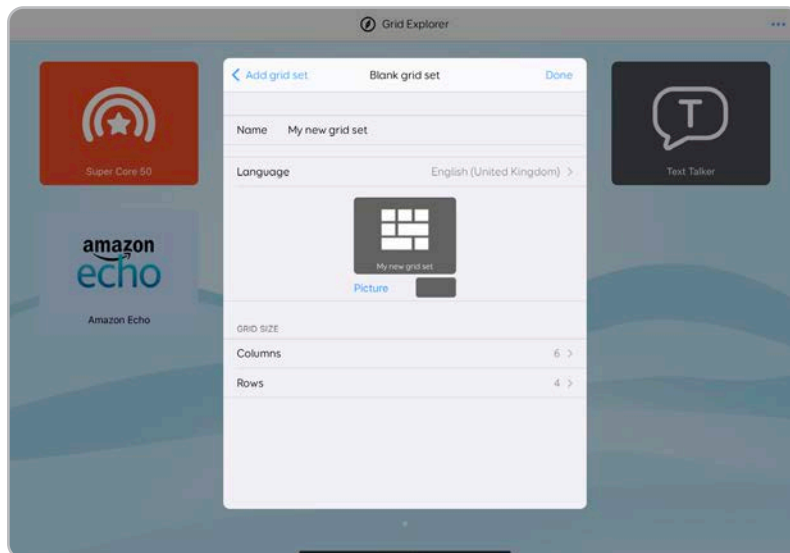 Grid Explorer
Add grid set Blank grid set Done
Name My new grid set
Language English (United Kingdom)
My new grid set
Picture
GRID SIZE
Columns 6
Rows 4
Super Core 50
amazon
echo
Amazon Echo
T
Text Talker